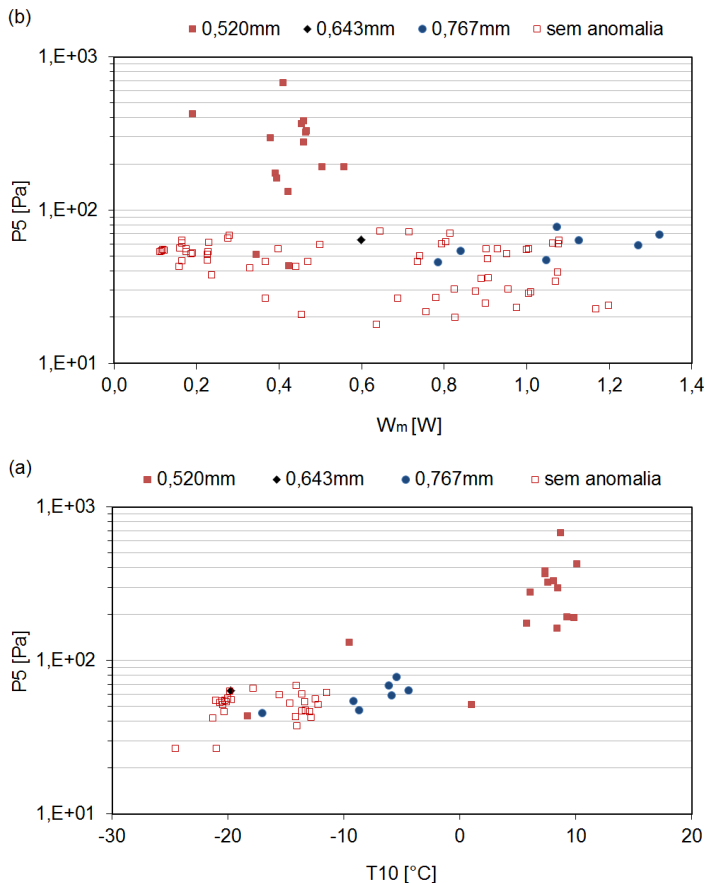 (b)
0,520mm 0,643mm 0,767mm sem anomalia
1,E+03
1,E+02
1,E+01
P5 [Pa]
0,0 0,2 0,4 0,6 0,8 1,0 1,2 1,4
Wm [W]
(a)
0,520mm 0,643mm 0,767mm sem anomalia
1,E+03
1,E+02
1,E+01
P5 [Pa]
-30 -20 -10 0 10 20
T10 [°C]